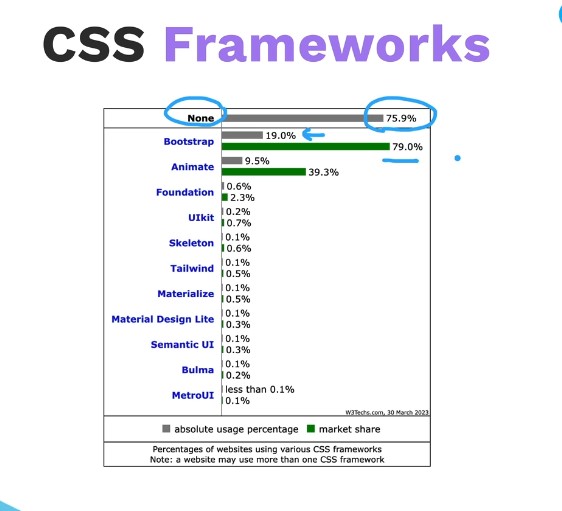 CSS Frameworks
None 75.9%
Bootstrap 19.0%
79.0%
Animate 9.5%
39.3%
Foundation 0.6%
2.3%
UIkit 0.2%
0.7%
Skeleton 0.1%
0.6%
Tailwind 0.1%
0.5%
Materialize 0.1%
0.5%
Material Design Lite 0.1%
0.3%
Semantic UI 0.1%
0.3%
Bulma 0.1%
0.2%
MetroUI less than 0.1%
0.1%
W3Techs.com, 30 March 2023
absolute usage percentage market share
Percentages of websites using various CSS frameworks
Note: a website may use more than one CSS framework